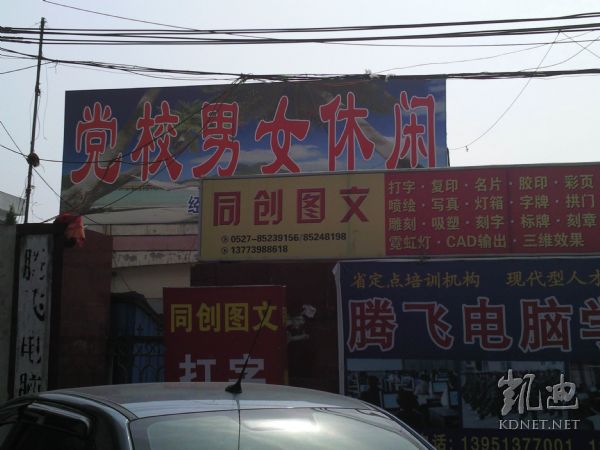 党校男女休闲
经
同创图文
0527-85239156/85248198
13773988618
打字·复印·名片·胶印·彩页
喷绘·写真·灯箱·字牌·拱门
雕刻·吸塑·刻字·标牌·刻章
霓虹灯·CAD输出·三维效果
同创图文
打字
省定点培训机构 现代型人才
腾飞电脑学
话：13951377001
腾飞电脑
凯迪
KDNET.NET